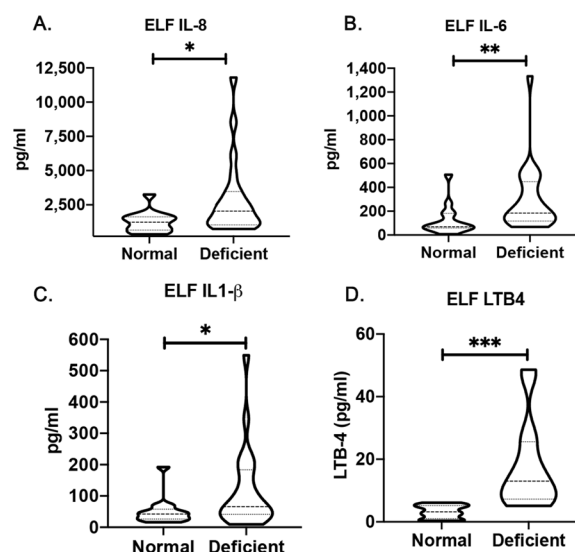 A.
ELF IL-8
*
12,500
10,000
7,500
5,000
2,500
pg/ml
Normal Deficient
B.
ELF IL-6
**
1,400
1,200
1,000
800
600
400
200
0
pg/ml
Normal Deficient
C.
ELF IL1-β
*
600
500
400
300
200
100
0
pg/ml
Normal Deficient
D.
ELF LTB4
***
60
40
20
0
LTB-4 (pg/ml)
Normal Deficient